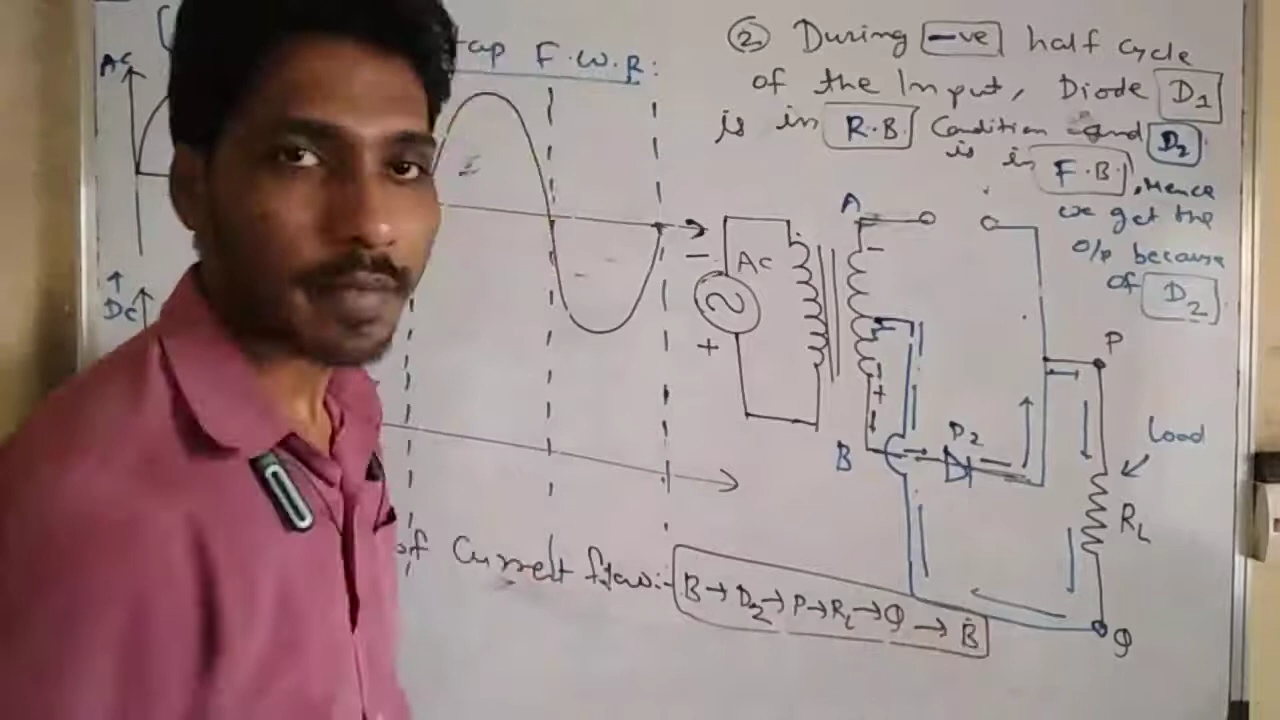 tap F.W.R:
② During -ve half cycle
of the Input, Diode D1
is in R.B. Condition and D2
is in F.B., Hence
we get the
o/p because
of D2
AC
A
-
AC
+
DC
P
+
Load
D2
B
RL
of Current flow:- B→D2→P→RL→Q→B
Q